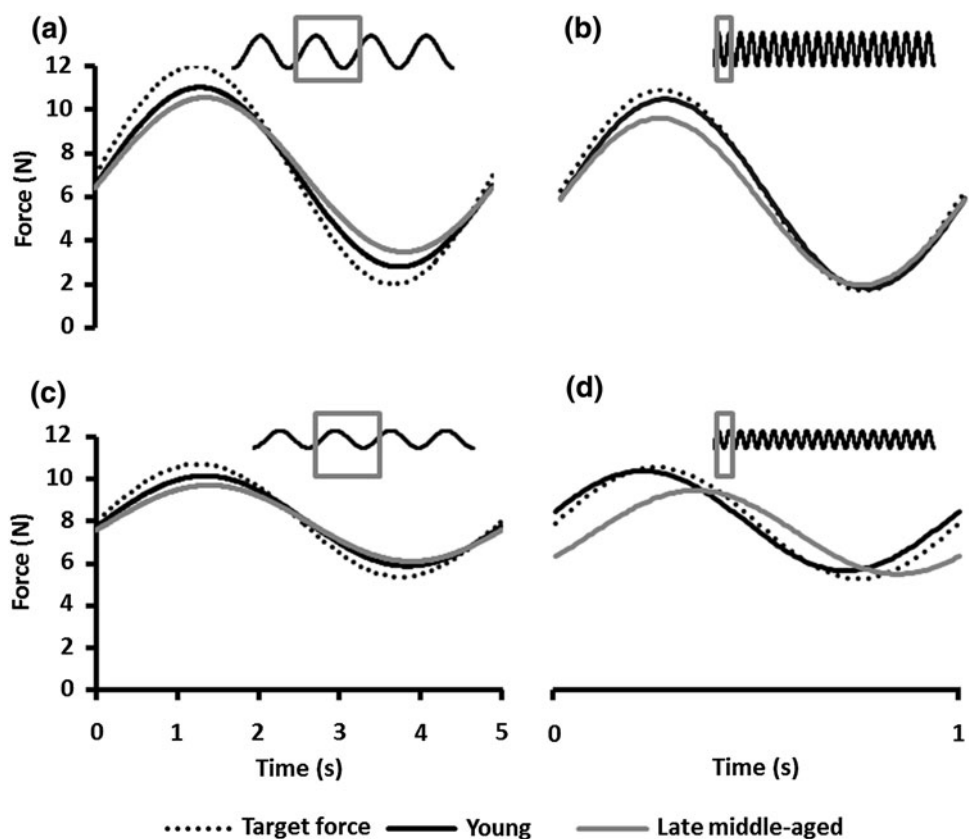 (a)
(b)
12
10
8
6
4
2
0
Force (N)
(c)
(d)
12
10
8
6
4
2
0
Force (N)
0 1 2 3 4 5
0 1
Time (s)
Time (s)
Target force Young Late middle-aged